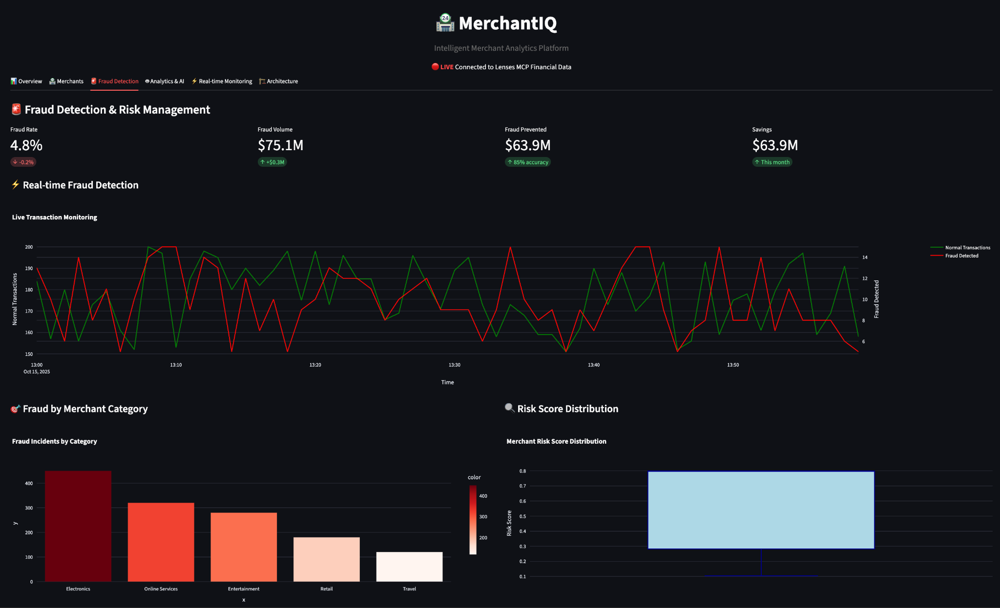 24
MerchantIQ
Intelligent Merchant Analytics Platform
LIVE Connected to Lenses MCP Financial Data
Overview Merchants Fraud Detection Analytics & AI Real-time Monitoring Architecture
Fraud Detection & Risk Management
Fraud Rate
4.8%
↓ -0.2%
Fraud Volume
$75.1M
↑ +$0.3M
Fraud Prevented
$63.9M
↑ 85% accuracy
Savings
$63.9M
↑ This month
Real-time Fraud Detection
Live Transaction Monitoring
Normal Transactions
200
190
180
170
160
150
13:00 13:10 13:20 13:30 13:40 13:50
Oct 15, 2025
Time
14
12
10
8
6
Fraud Detected
Normal Transactions
Fraud Detected
Fraud by Merchant Category
Fraud Incidents by Category
y
400
300
200
100
0
Electronics Online Services Entertainment Retail Travel
x
color
400
300
200
Risk Score Distribution
Merchant Risk Score Distribution
Risk Score
0.8
0.7
0.6
0.5
0.4
0.3
0.2
0.1